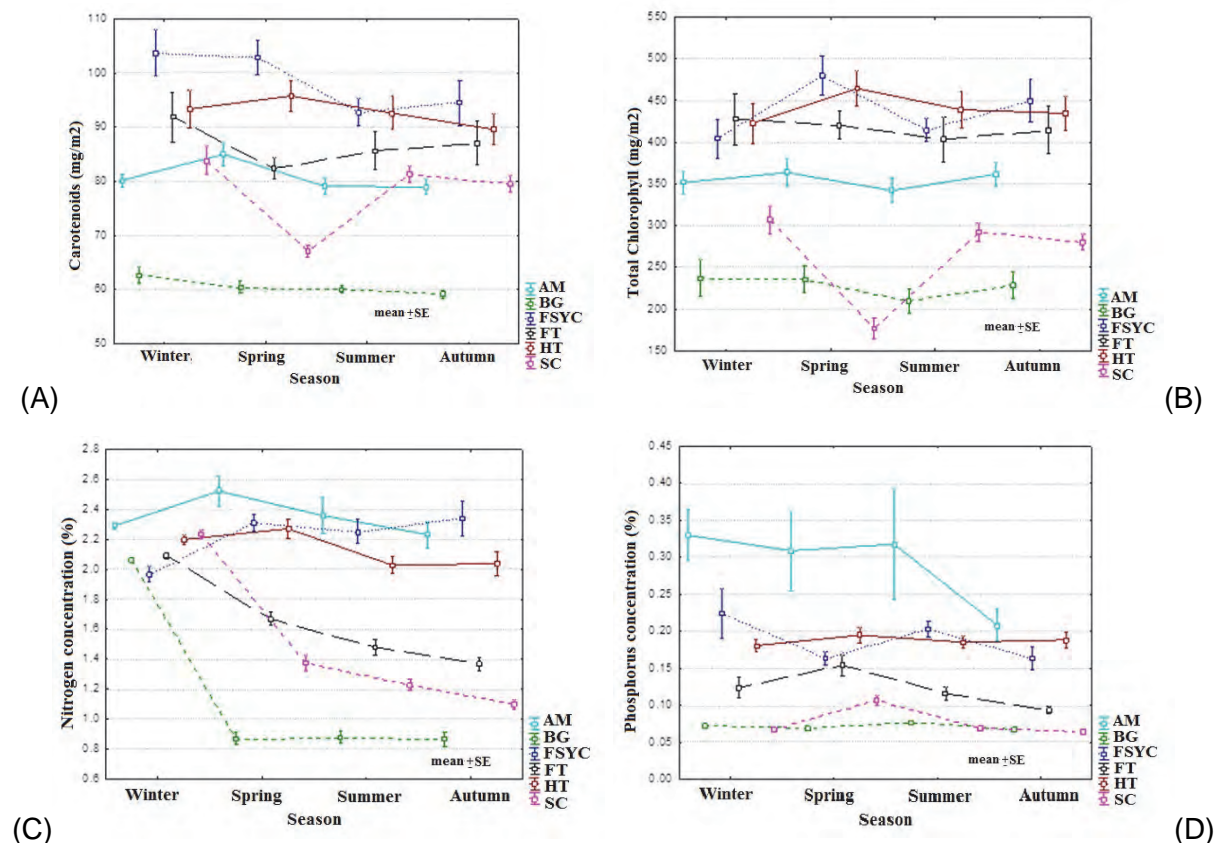 110
100
90
80
70
60
50
Carotenoids (mg/m2)
Winter
Spring
Summer
Autumn
Season
mean ±SE
AM
BG
FSYC
FT
HT
SC
(A)
550
500
450
400
350
300
250
200
150
Total Chlorophyll (mg/m2)
Winter
Spring
Summer
Autumn
Season
mean ±SE
AM
BG
FSYC
FT
HT
SC
(B)
2.8
2.6
2.4
2.2
2.0
1.8
1.6
1.4
1.2
1.0
0.8
0.6
Nitrogen concentration (%)
Winter
Spring
Summer
Autumn
Season
mean ±SE
AM
BG
FSYC
FT
HT
SC
(C)
0.45
0.40
0.35
0.30
0.25
0.20
0.15
0.10
0.05
0.00
Phosphorus concentration (%)
Winter
Spring
Summer
Autumn
Season
mean ±SE
AM
BG
FSYC
FT
HT
SC
(D)